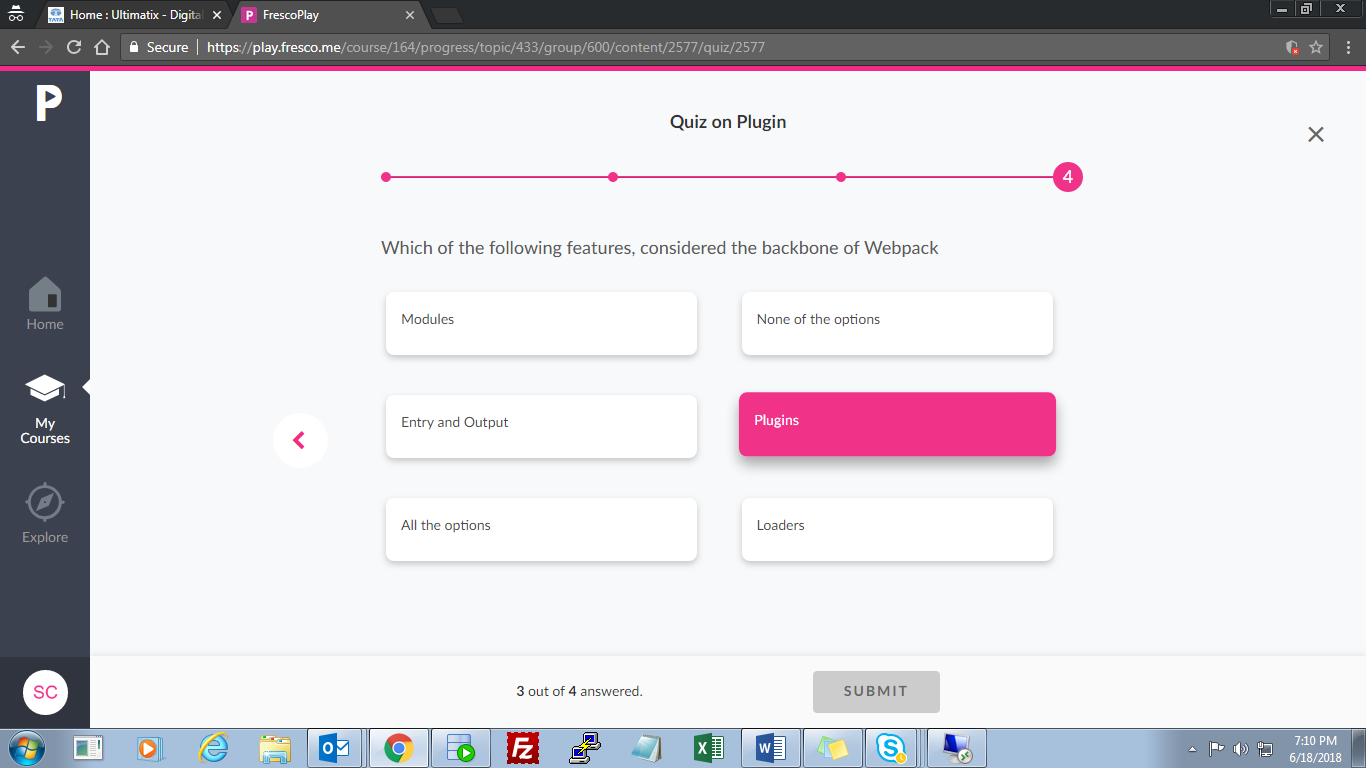 Home : Ultimatix - Digita
FrescoPlay
Secure
https://play.fresco.me/course/164/progress/topic/433/group/600/content/2577/quiz/2577
Quiz on Plugin
4
Which of the following features, considered the backbone of Webpack
Modules
None of the options
Entry and Output
Plugins
All the options
Loaders
Home
My
Courses
Explore
SC
3 out of 4 answered.
SUBMIT
7:10 PM
6/18/2018